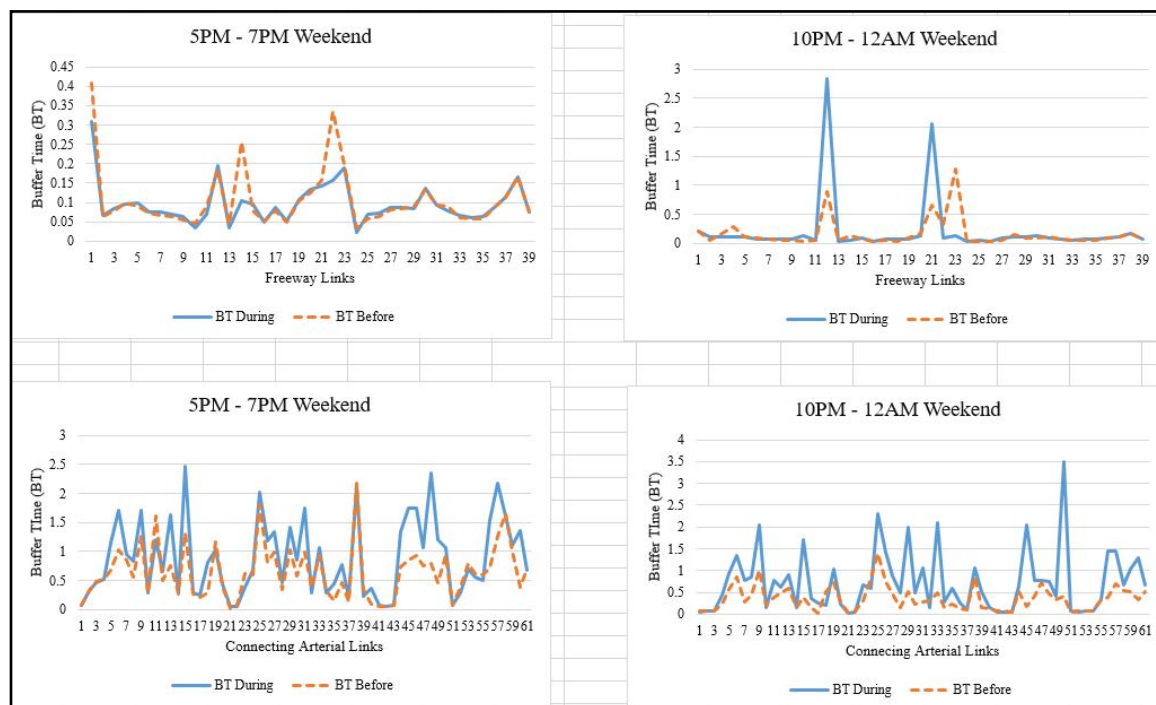 5PM - 7PM Weekend
0.45
0.4
0.35
0.3
0.25
0.2
0.15
0.1
0.05
0
Buffer Time (BT)
1 3 5 7 9 11 13 15 17 19 21 23 25 27 29 31 33 35 37 39
Freeway Links
BT During BT Before
10PM - 12AM Weekend
3
2.5
2
1.5
1
0.5
0
Buffer Time (BT)
1 3 5 7 9 11 13 15 17 19 21 23 25 27 29 31 33 35 37 39
Freeway Links
BT During BT Before
5PM - 7PM Weekend
3
2.5
2
1.5
1
0.5
0
Buffer TIme (BT)
1 3 5 7 9 11 13 15 17 19 21 23 25 27 29 31 33 35 37 39 41 43 45 47 49 51 53 55 57 59 61
Connecting Arterial Links
BT During BT Before
10PM - 12AM Weekend
4
3.5
3
2.5
2
1.5
1
0.5
0
Buffer TIme (BT)
1 3 5 7 9 11 13 15 17 19 21 23 25 27 29 31 33 35 37 39 41 43 45 47 49 51 53 55 57 59 61
Connecing Arterial Links
BT During BT Before